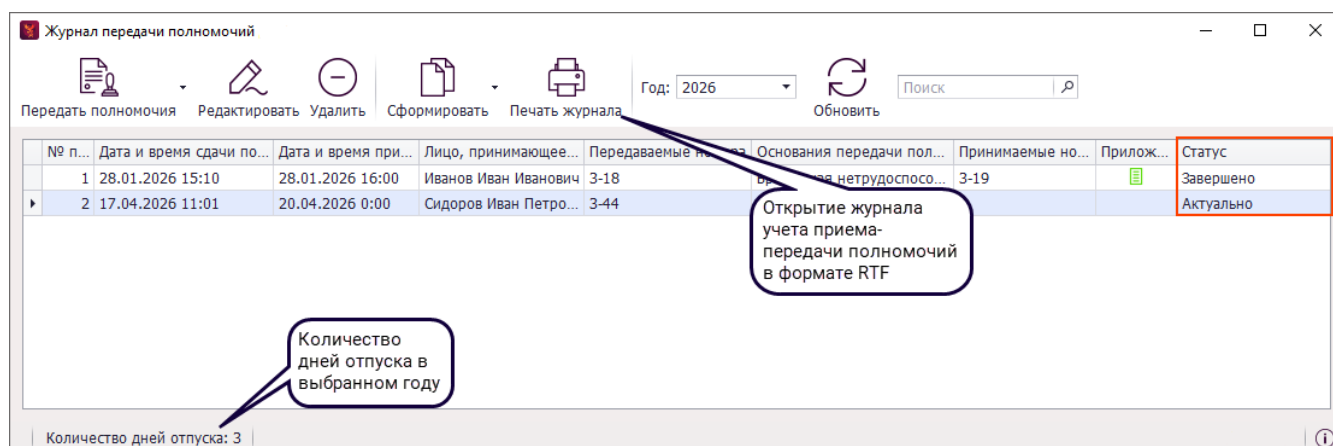 Журнал передачи полномочий
Передать полномочия Редактировать Удалить Сформировать Печать журнала Год: 2026 Обновить Поиск
№ п... Дата и время сдачи по... Дата и время при... Лицо, принимающее... Передаваемые Основания передачи пол... Принимаемые но... Прилож... Статус
1 28.01.2026 15:10 28.01.2026 16:00 Иванов Иван Иванович 3-18 нетрудоспосо... 3-19 Завершено
2 17.04.2026 11:01 20.04.2026 0:00 Сидоров Иван Петро... 3-44 Актуально
Открытие журнала
учета приема-
передачи полномочий
в формате RTF
Количество
дней отпуска в
выбранном году
Количество дней отпуска: 3